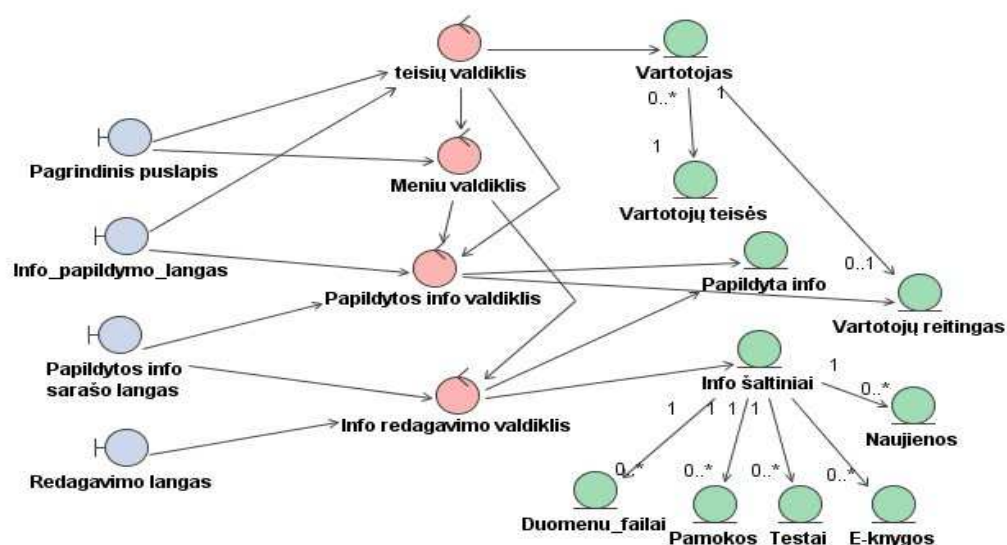 teisių valdiklis
Vartotojas
0..*
1
Pagrindinis puslapis
Meniu valdiklis
1
Vartotojų teisės
Info_papildymo_langas
Papildytos info valdiklis
Papildyta info
0..1
Vartotojų reitingas
Papildytos info
sarašo langas
Info redagavimo valdiklis
Info šaltiniai
1
0..*
Naujienos
Redagavimo langas
1
1
1
1
0..*
0..*
0..*
0..*
Duomenu_failai
Pamokos
Testai
E-knygos